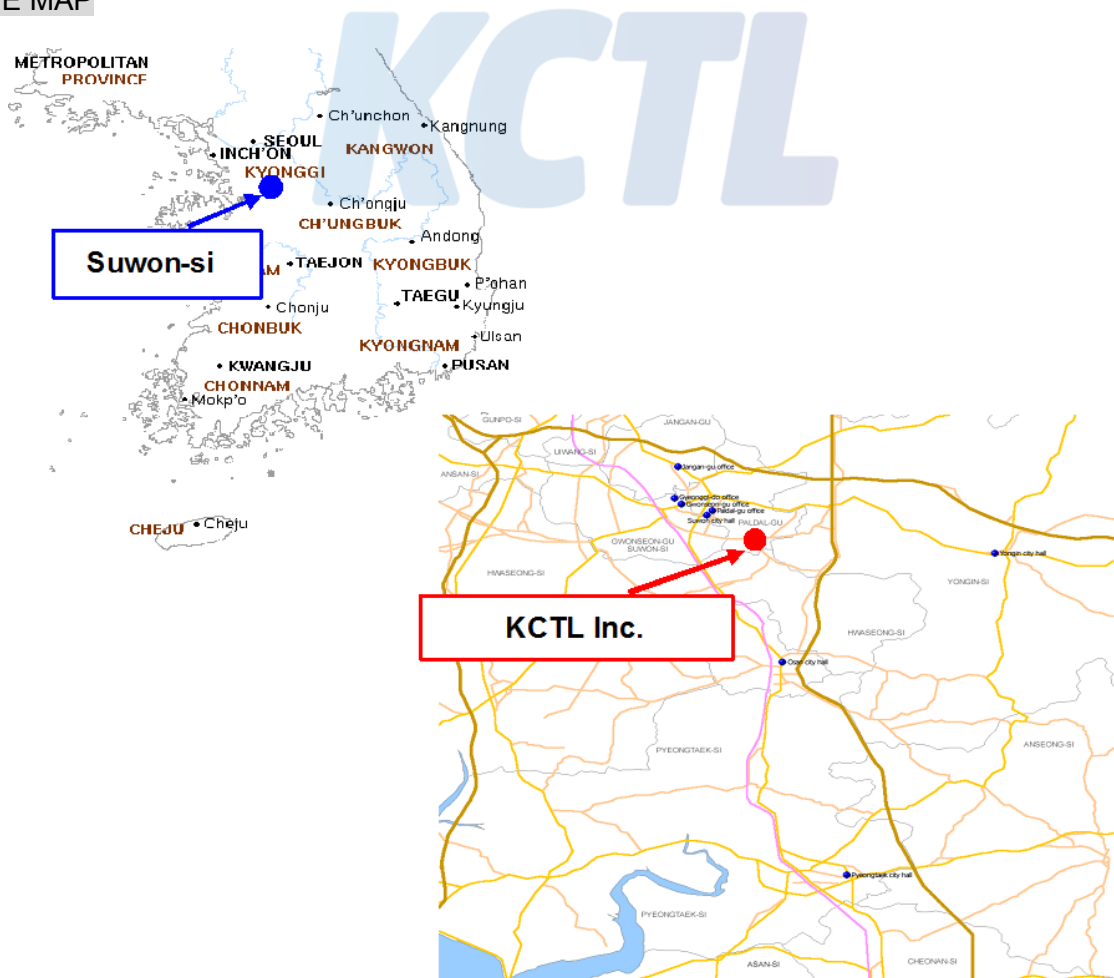 E MAP
KCTL
METROPOLITAN
PROVINCE
Ch'unchon
Kangnung
SEOUL
INCH'ON
KANGWON
KYONGGI
Ch'ongju
CH'UNGBUK
Andong
Suwon-si
AM
TAEJON
KYONGBUK
P'ohan
TAEGU
Kyungju
Chonju
CHONBUK
Ulsan
KYONGNAM
KWANGJU
PUSAN
CHONNAM
Mokp'o
CHEJU
Cheju
GUNPO-SI
JANGAN-GU
UIWANG-SI
Jangan-gu office
ANSAN-SI
Gyeonggi-do office
Gwonseon-gu office
Paldal-gu office
Suwon city hall
PALDAL-GU
GWONSEON-GU
SUWON-SI
Yongin city hall
HWASEONG-SI
YONGIN-SI
KCTL Inc.
HWASEONG-SI
Osan city hall
PYEONGTAEK-SI
ANSEONG-SI
Pyeongtaek city hall
PYEONGTAEK-SI
ASAN-SI
CHEONAN-SI